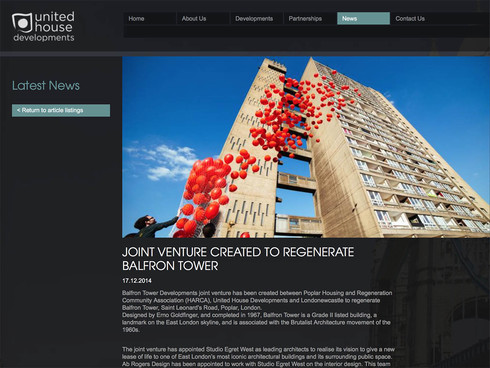 united
house
developments
Home
About Us
Developments
Partnerships
News
Contact Us
Latest News
< Return to article listings
JOINT VENTURE CREATED TO REGENERATE
BALFRON TOWER
17.12.2014
Balfron Tower Developments joint venture has been created between Poplar Housing and Regeneration
Community Association (HARCA), United House Developments and Londonewcastle to regenerate
Balfron Tower, Saint Leonard's Road, Poplar, London.
Designed by Erno Goldfinger, and completed in 1967, Balfron Tower is a Grade II listed building, a
landmark on the East London skyline, and is associated with the Brutalist Architecture movement of the
1960s.
The joint venture has appointed Studio Egret West as leading architects to realise its vision to give a new
lease of life to one of East London's most iconic architectural buildings and its surrounding public space.
Ab Rogers Design has been appointed to work with Studio Egret West on the interior design. This team